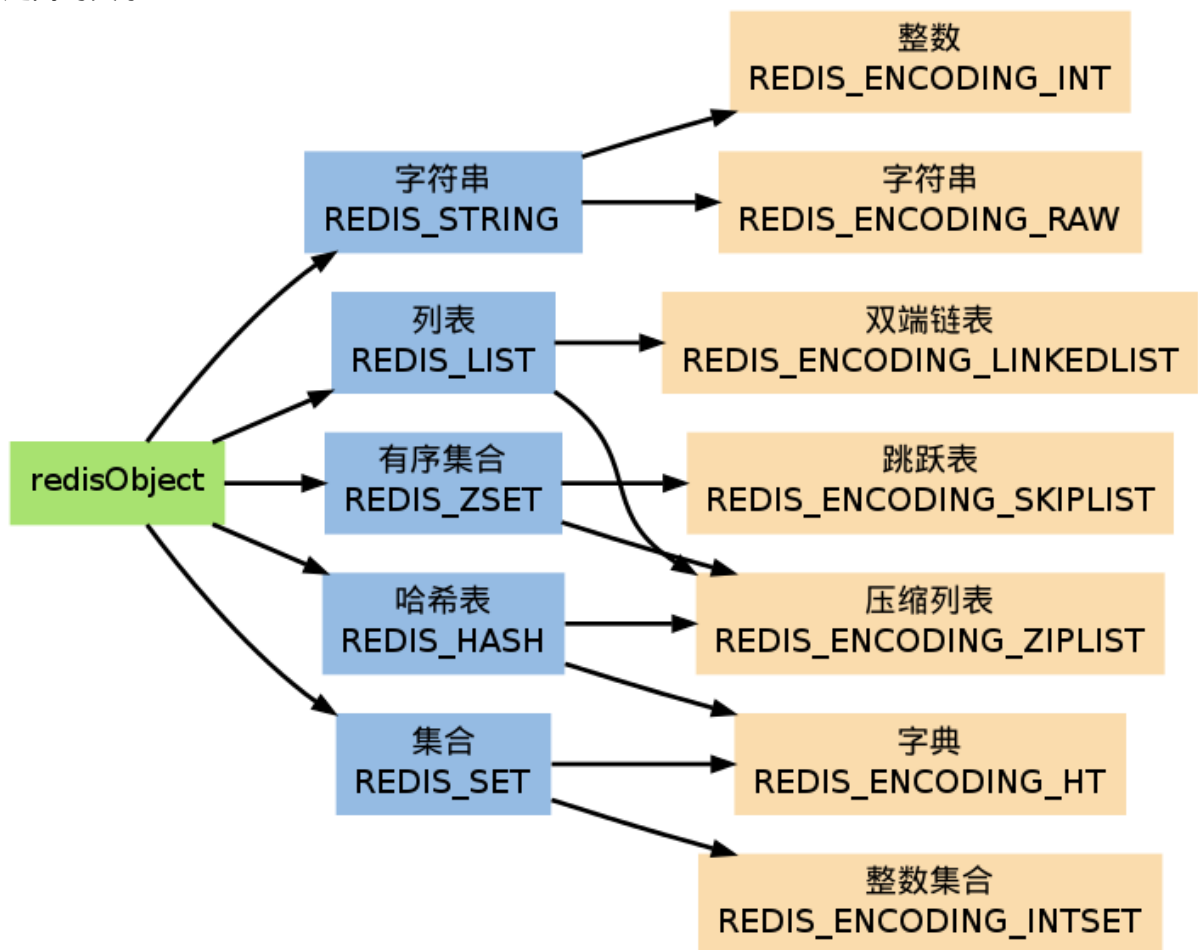 整数
REDIS_ENCODING_INT
字符串
REDIS_STRING
字符串
REDIS_ENCODING_RAW
列表
REDIS_LIST
双端链表
REDIS_ENCODING_LINKEDLIST
redisObject
有序集合
REDIS_ZSET
跳跃表
REDIS_ENCODING_SKIPLIST
哈希表
REDIS_HASH
压缩列表
REDIS_ENCODING_ZIPLIST
集合
REDIS_SET
字典
REDIS_ENCODING_HT
整数集合
REDIS_ENCODING_INTSET